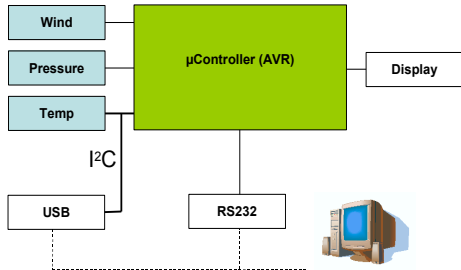 Wind
µController (AVR)
Pressure
Display
Temp
I²C
USB
RS232